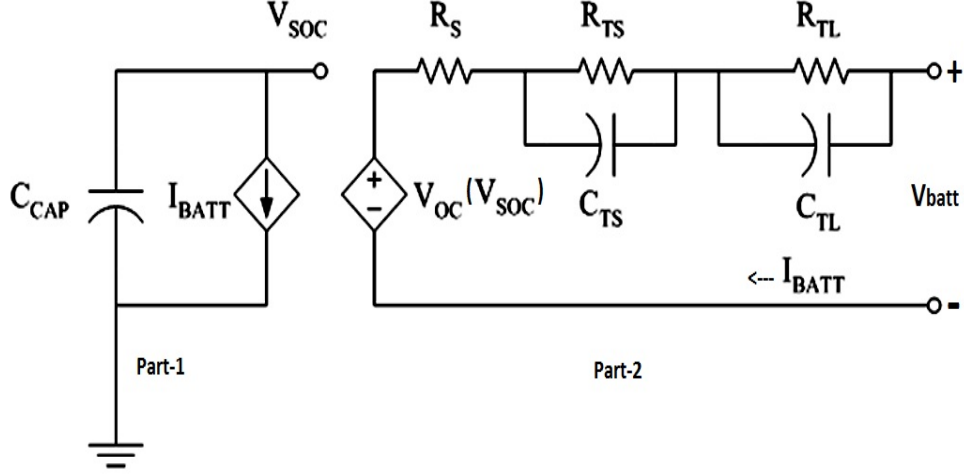 V_SOC R_S R_TS R_TL
+
C_CAP I_BATT + - V_OC (V_SOC) C_TS C_TL Vbatt
<--- I_BATT
-
Part-1 Part-2